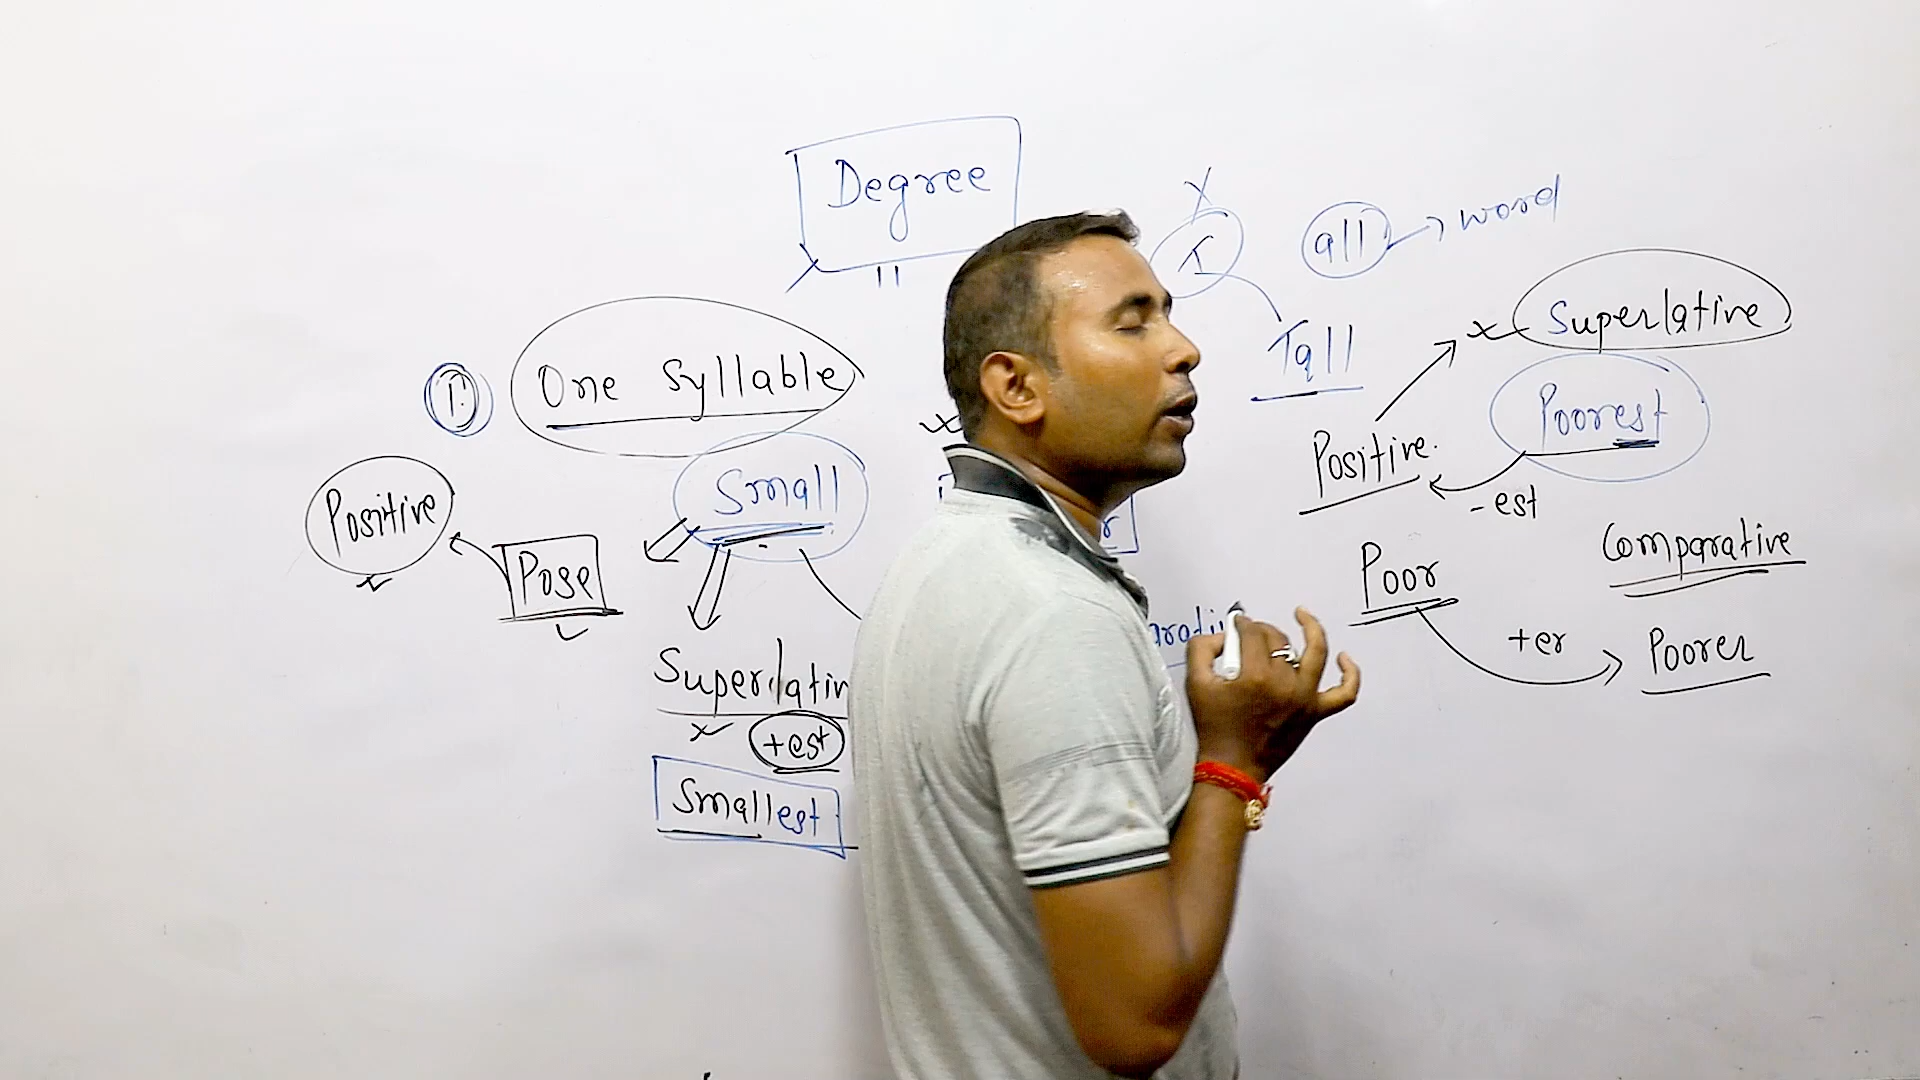 Degree
T
all → word
Tall
Superlative
Poorest
① One Syllable
Small
Positive
Pose
Positive.
-est
Comparative
Poor
+er
Poorer
Superlativ
+est
Smallest